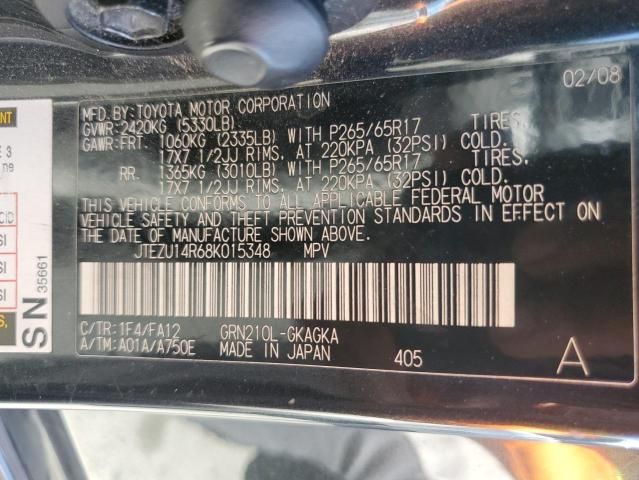 02/08
MFD. BY: TOYOTA MOTOR CORPORATION
GVWR: 2420KG (5330LB)
GAWR: FRT. 1060KG (2335LB) WITH P265/65R17 TIRES,
17X7 1/2JJ RIMS, AT 220KPA (32PSI) COLD.
RR. 1365KG (3010LB) WITH P265/65R17 TIRES,
17X7 1/2JJ RIMS, AT 220KPA (32PSI) COLD.
THIS VEHICLE CONFORMS TO ALL APPLICABLE FEDERAL MOTOR
VEHICLE SAFETY AND THEFT PREVENTION STANDARDS IN EFFECT ON
THE DATE OF MANUFACTURE SHOWN ABOVE.
JTEZU14R68K015348 MPV
C/TR: 1F4/FA12 GRN210L-GKAGKA
A/TM: A01A/A750E MADE IN JAPAN 405 A
SN 35661